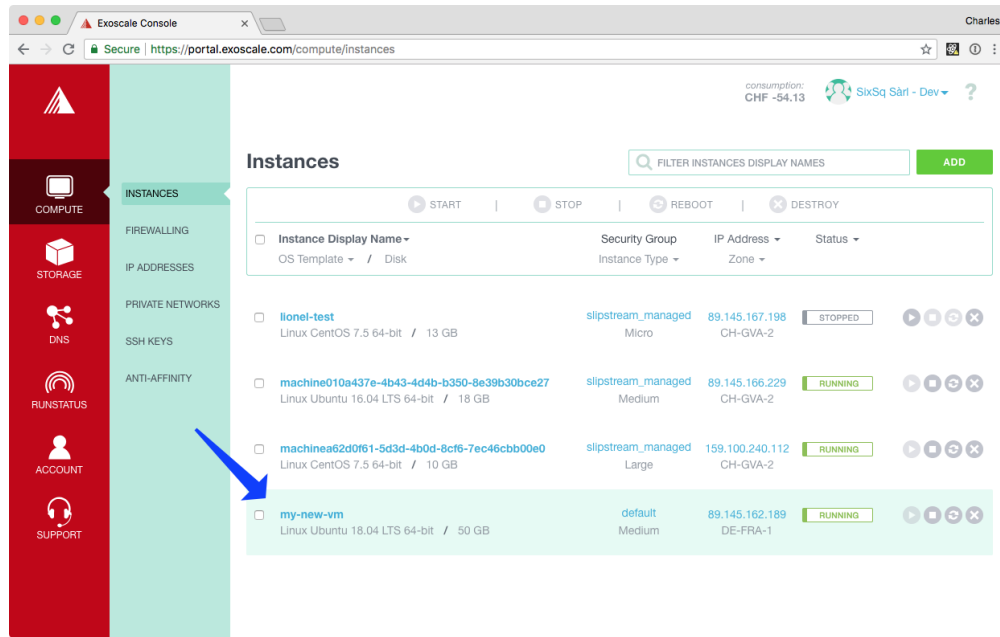 Exoscale Console
Charles
Secure | https://portal.exoscale.com/compute/instances
consumption:
CHF -54.13
SixSq Sàrl - Dev
?
Instances
FILTER INSTANCES DISPLAY NAMES
ADD
COMPUTE
STORAGE
DNS
RUNSTATUS
ACCOUNT
SUPPORT
INSTANCES
FIREWALLING
IP ADDRESSES
PRIVATE NETWORKS
SSH KEYS
ANTI-AFFINITY
START | STOP | REBOOT | DESTROY
Instance Display Name Security Group IP Address Status
OS Template / Disk Instance Type Zone
lionel-test slipstream_managed 89.145.167.198 STOPPED
Linux CentOS 7.5 64-bit / 13 GB Micro CH-GVA-2
machine010a437e-4b43-4d4b-b350-8e39b30bce27 slipstream_managed 89.145.166.229 RUNNING
Linux Ubuntu 16.04 LTS 64-bit / 18 GB Medium CH-GVA-2
machinea62d0f61-5d3d-4b0d-8cf6-7ec46cbb00e0 slipstream_managed 159.100.240.112 RUNNING
Linux CentOS 7.5 64-bit / 10 GB Large CH-GVA-2
my-new-vm default 89.145.162.189 RUNNING
Linux Ubuntu 18.04 LTS 64-bit / 50 GB Medium DE-FRA-1